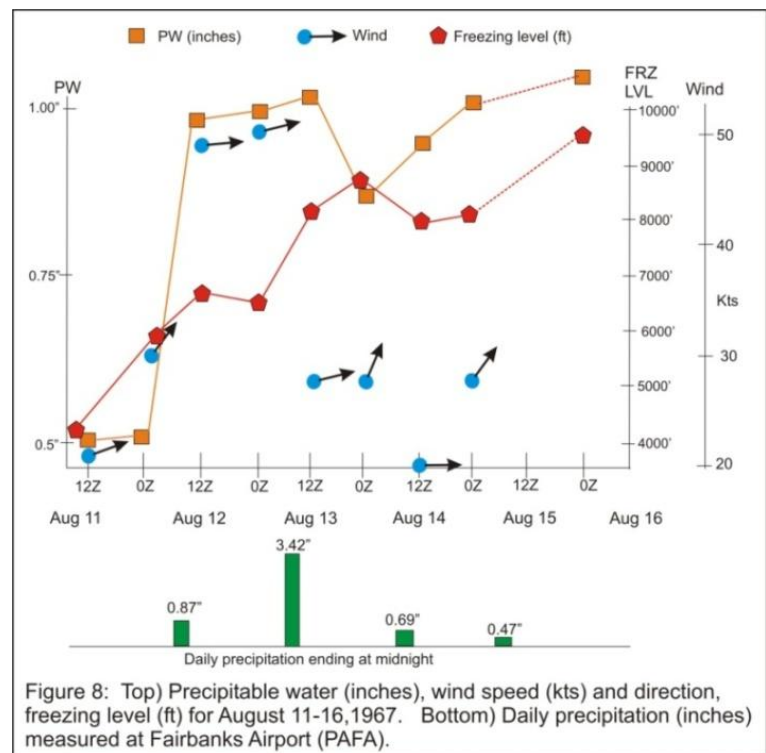 PW (inches) Wind Freezing level (ft)
PW FRZ LVL Wind
1.00" 10000' 50
9000'
8000' 40
0.75" 7000' Kts
6000' 30
5000'
0.5" 4000' 20
12Z 0Z 12Z 0Z 12Z 0Z 12Z 0Z 12Z 0Z
Aug 11 Aug 12 Aug 13 Aug 14 Aug 15 Aug 16
0.87" 3.42" 0.69" 0.47"
Daily precipitation ending at midnight
Figure 8: Top) Precipitable water (inches), wind speed (kts) and direction,
freezing level (ft) for August 11-16,1967. Bottom) Daily precipitation (inches)
measured at Fairbanks Airport (PAFA).